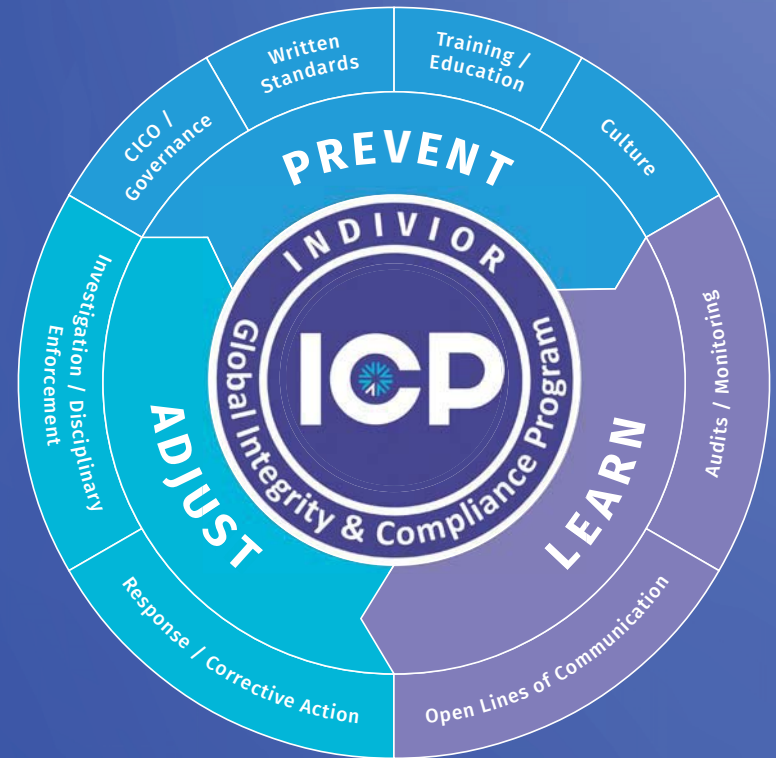 CICO /
Governance
Written
Standards
Training /
Education
Culture
PREVENT
Audits / Monitoring
Open Lines of Communication
LEARN
Response / Corrective Action
Investigation / Disciplinary
Enforcement
ADJUST
INDIVIOR
ICP
Global Integrity & Compliance Program